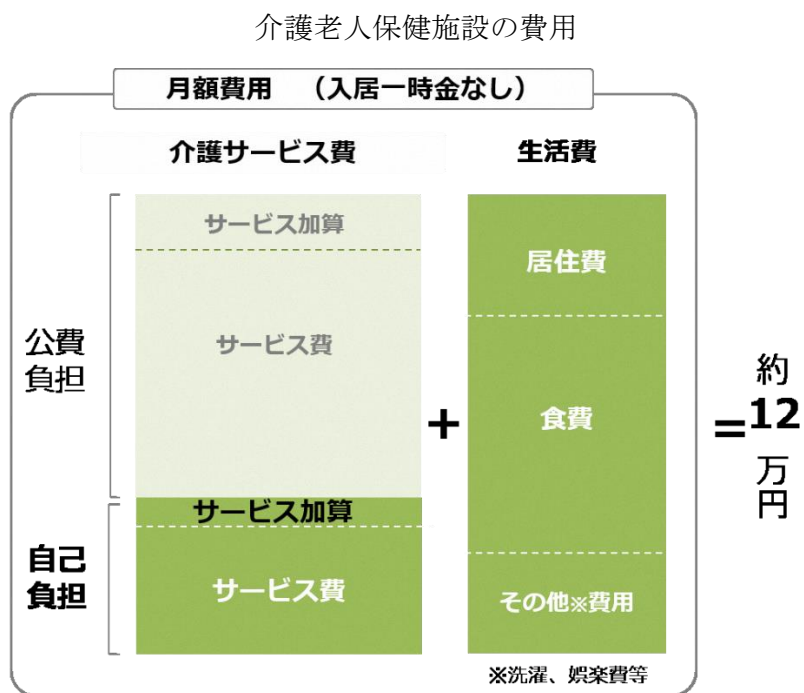 介護老人保健施設の費用
月額費用 （入居一時金なし）
介護サービス費
生活費
公費
負担
サービス加算
サービス費
自己
負担
サービス加算
サービス費
+
居住費
食費
その他※費用
※洗濯、娯楽費等
=
約
12
万
円